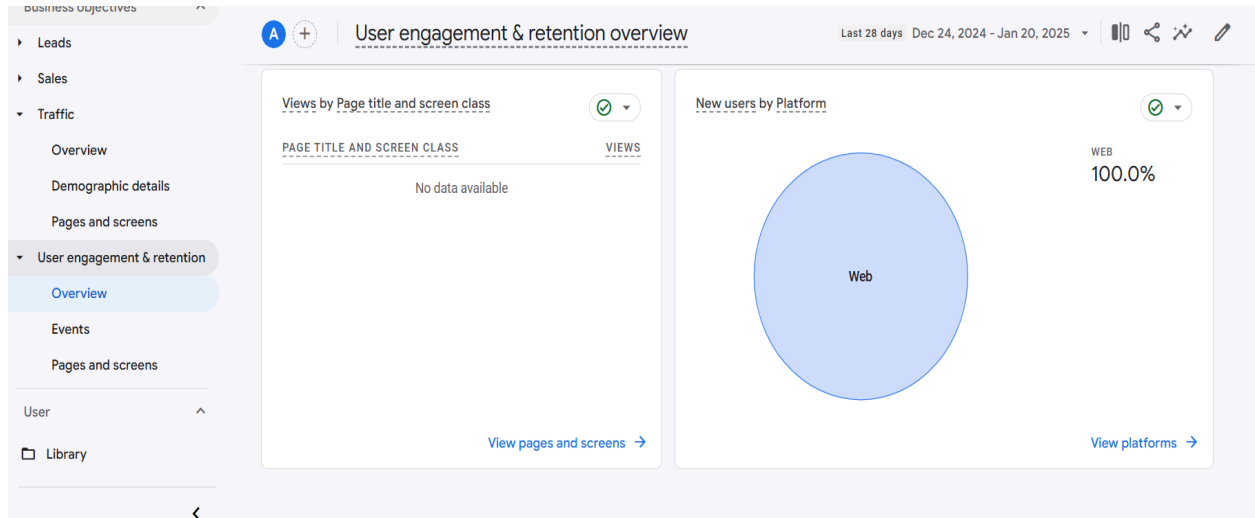 Business objectives
Leads
Sales
Traffic
Overview
Demographic details
Pages and screens
User engagement & retention
Overview
Events
Pages and screens
User
Library
A
User engagement & retention overview
Last 28 days Dec 24, 2024 - Jan 20, 2025
Views by Page title and screen class
PAGE TITLE AND SCREEN CLASS VIEWS
No data available
View pages and screens
New users by Platform
WEB
100.0%
Web
View platforms